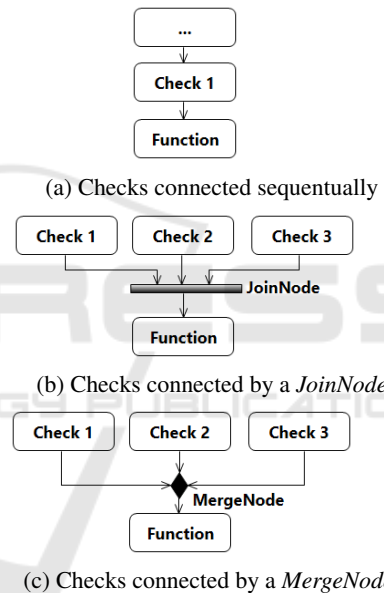 ...
Check 1
Function
(a) Checks connected sequentually
Check 1 Check 2 Check 3
JoinNode
Function
(b) Checks connected by a JoinNode
Check 1 Check 2 Check 3
MergeNode
Function
(c) Checks connected by a MergeNode